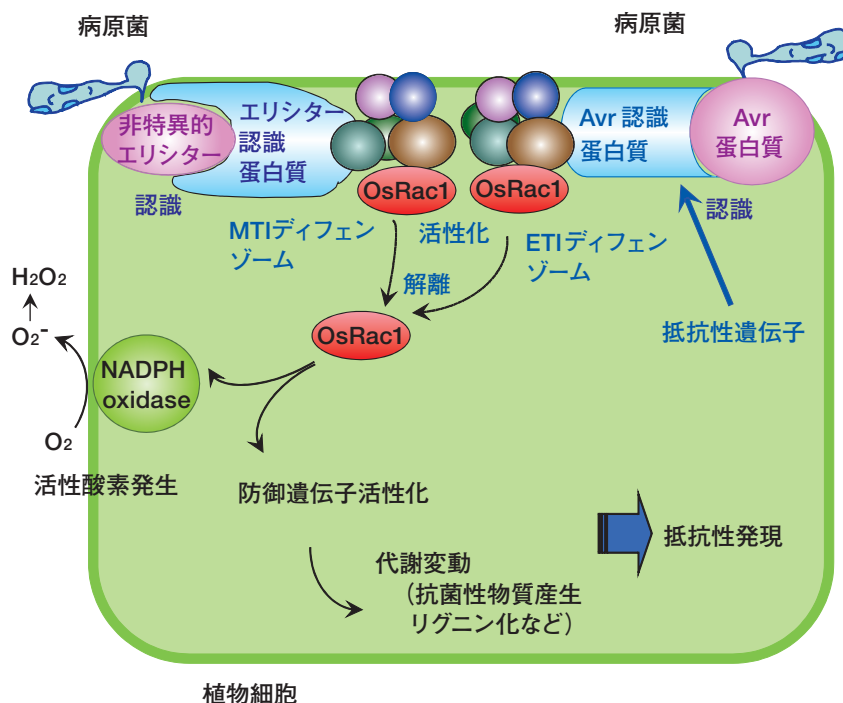 病原菌
病原菌
非特異的
エリシター
エリシター
認識
蛋白質
Avr 認識
蛋白質
Avr
蛋白質
認識
OsRac1
OsRac1
認識
MTIディフェン
ゾーム
活性化
ETIディフェン
ゾーム
解離
H₂O₂
O₂⁻
OsRac1
抵抗性遺伝子
NADPH
oxidase
O₂
活性酸素発生
防御遺伝子活性化
抵抗性発現
代謝変動
（抗菌性物質産生
リグニン化など）
植物細胞